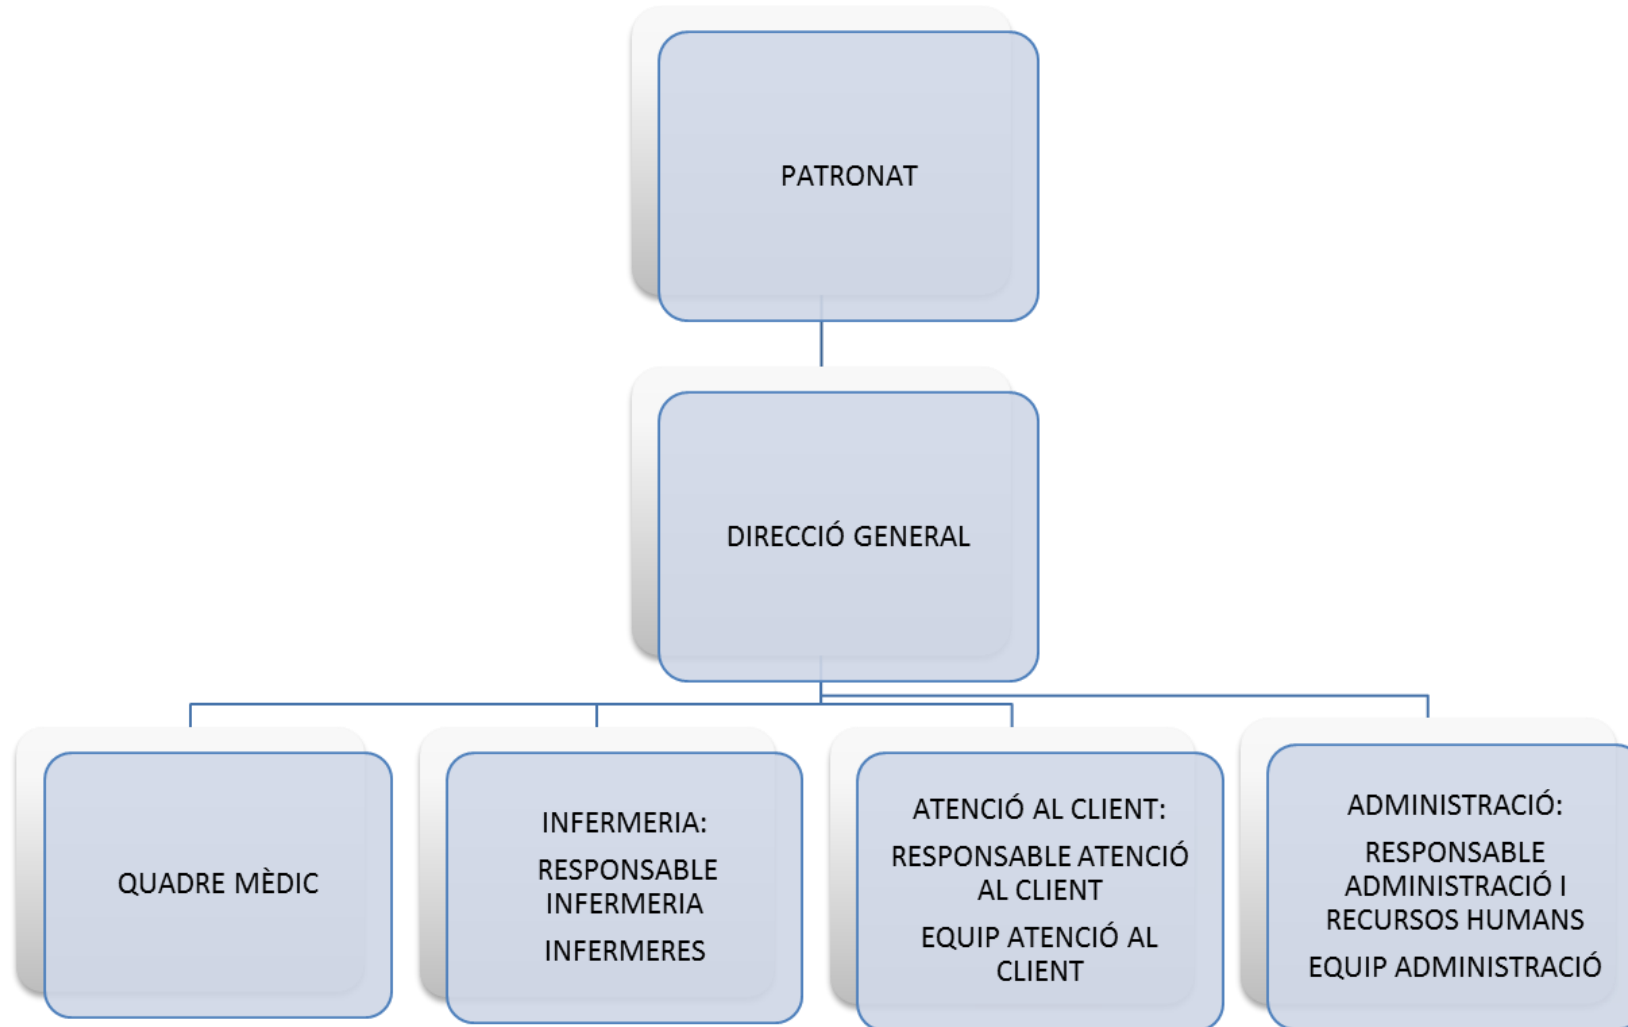 PATRONAT
DIRECCIÓ GENERAL
QUADRE MÈDIC
INFERMERIA:
RESPONSABLE
INFERMERIA
INFERMERES
ATENCIÓ AL CLIENT:
RESPONSABLE ATENCIÓ
AL CLIENT
EQUIP ATENCIÓ AL
CLIENT
ADMINISTRACIÓ:
RESPONSABLE
ADMINISTRACIÓ I
RECURSOS HUMANS
EQUIP ADMINISTRACIÓ